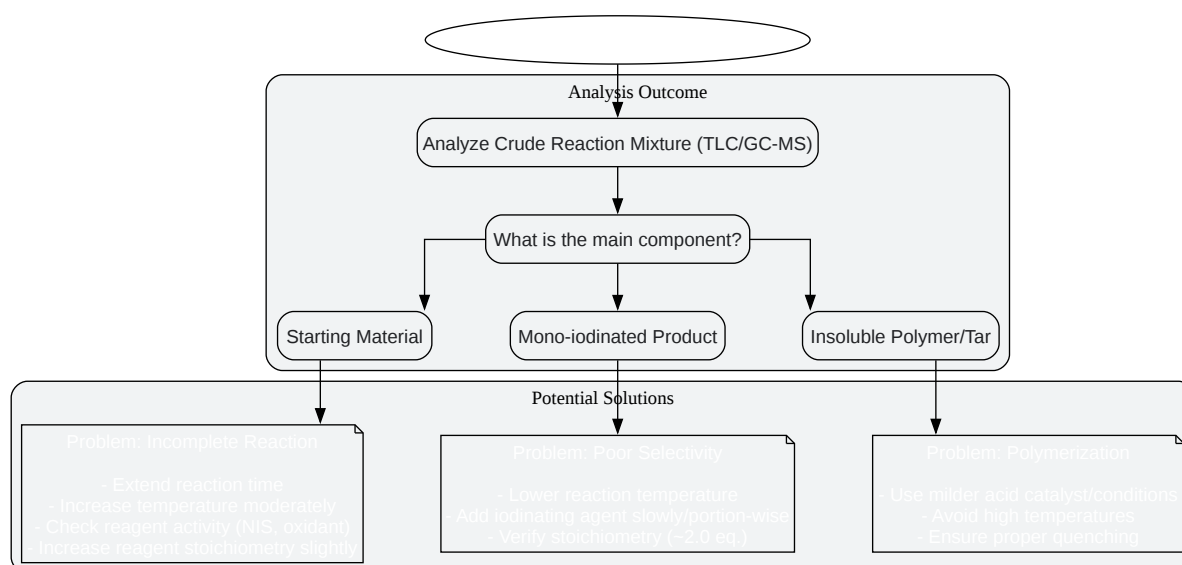 Analysis Outcome
Analyze Crude Reaction Mixture (TLC/GC-MS)
What is the main component?
Starting Material
Mono-iodinated Product
Insoluble Polymer/Tar
Potential Solutions
Problem: Incomplete Reaction
- Extend reaction time
- Increase temperature moderately
- Check reagent activity (NIS, oxidant)
- Increase reagent stoichiometry slightly
Problem: Poor Selectivity
- Lower reaction temperature
- Add iodinating agent slowly/portion-wise
- Verify stoichiometry (~2.0 eq.)
Problem: Polymerization
- Use milder acid catalyst/conditions
- Avoid high temperatures
- Ensure proper quenching